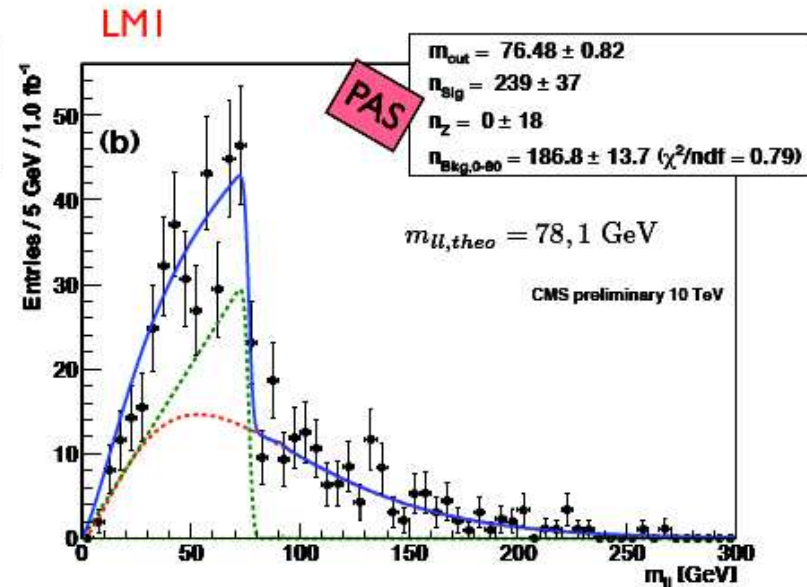 LM1
PAS
m_cut = 76.48 ± 0.82
n_Sig = 239 ± 37
n_Z = 0 ± 18
n_Bkg,0-80 = 186.8 ± 13.7 (χ²/ndf = 0.79)
(b)
m_ll,theo = 78,1 GeV
CMS preliminary 10 TeV
Entries / 5 GeV / 1.0 fb⁻¹
50
40
30
20
10
0
0 50 100 150 200 250 300
m_ll [GeV]